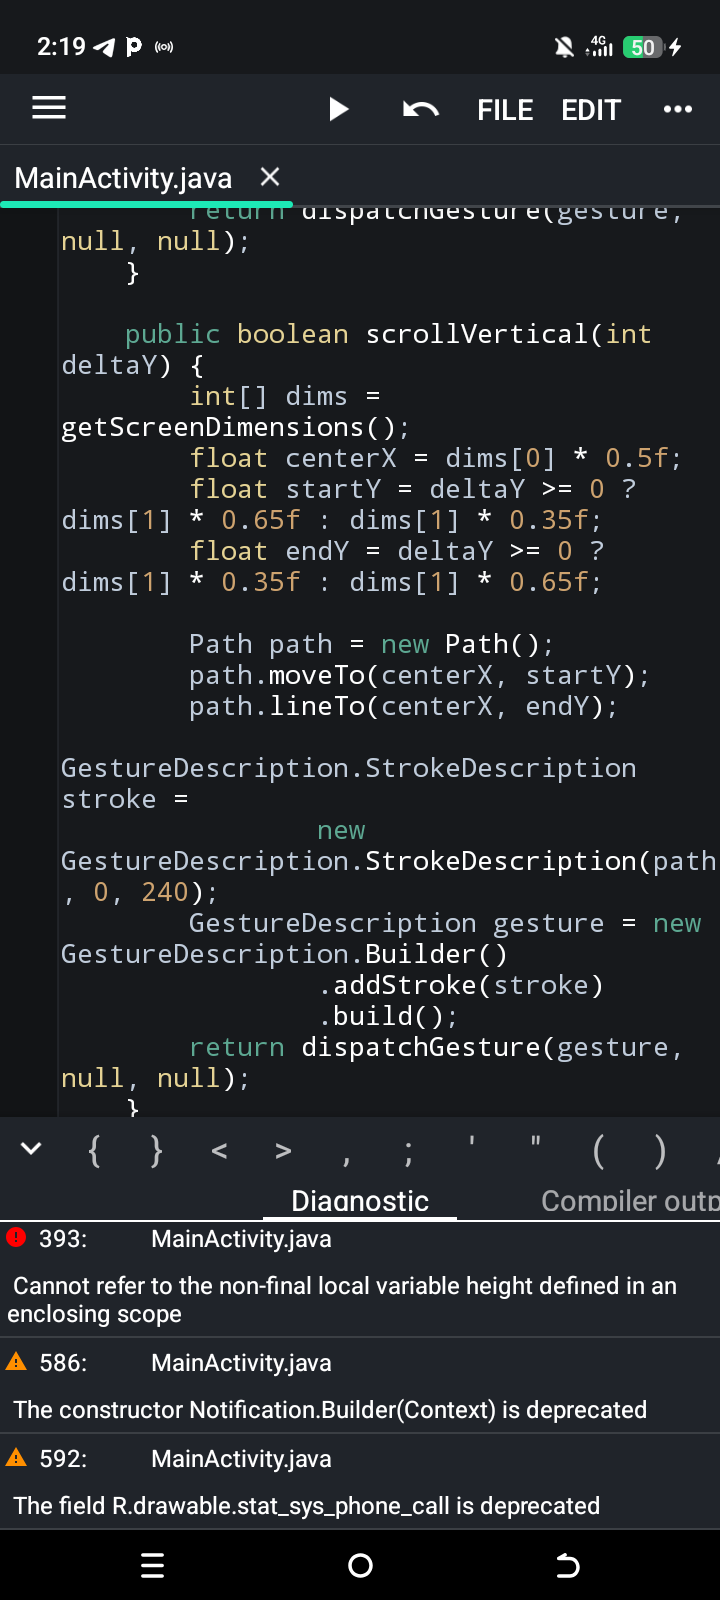 2:19
4G
50
FILE EDIT
MainActivity.java
return dispatchGesture(gesture,
null, null);
}
public boolean scrollVertical(int
deltaY) {
int[] dims =
getScreenDimensions();
float centerX = dims[0] * 0.5f;
float startY = deltaY >= 0 ?
dims[1] * 0.65f : dims[1] * 0.35f;
float endY = deltaY >= 0 ?
dims[1] * 0.35f : dims[1] * 0.65f;
Path path = new Path();
path.moveTo(centerX, startY);
path.lineTo(centerX, endY);
GestureDescription.StrokeDescription
stroke =
new
GestureDescription.StrokeDescription(path
, 0, 240);
GestureDescription gesture = new
GestureDescription.Builder()
.addStroke(stroke)
.build();
return dispatchGesture(gesture,
null, null);
}
{ } < > , ; ' " ( )
Diagnostic Compiler outp
393: MainActivity.java
Cannot refer to the non-final local variable height defined in an
enclosing scope
586: MainActivity.java
The constructor Notification.Builder(Context) is deprecated
592: MainActivity.java
The field R.drawable.stat_sys_phone_call is deprecated